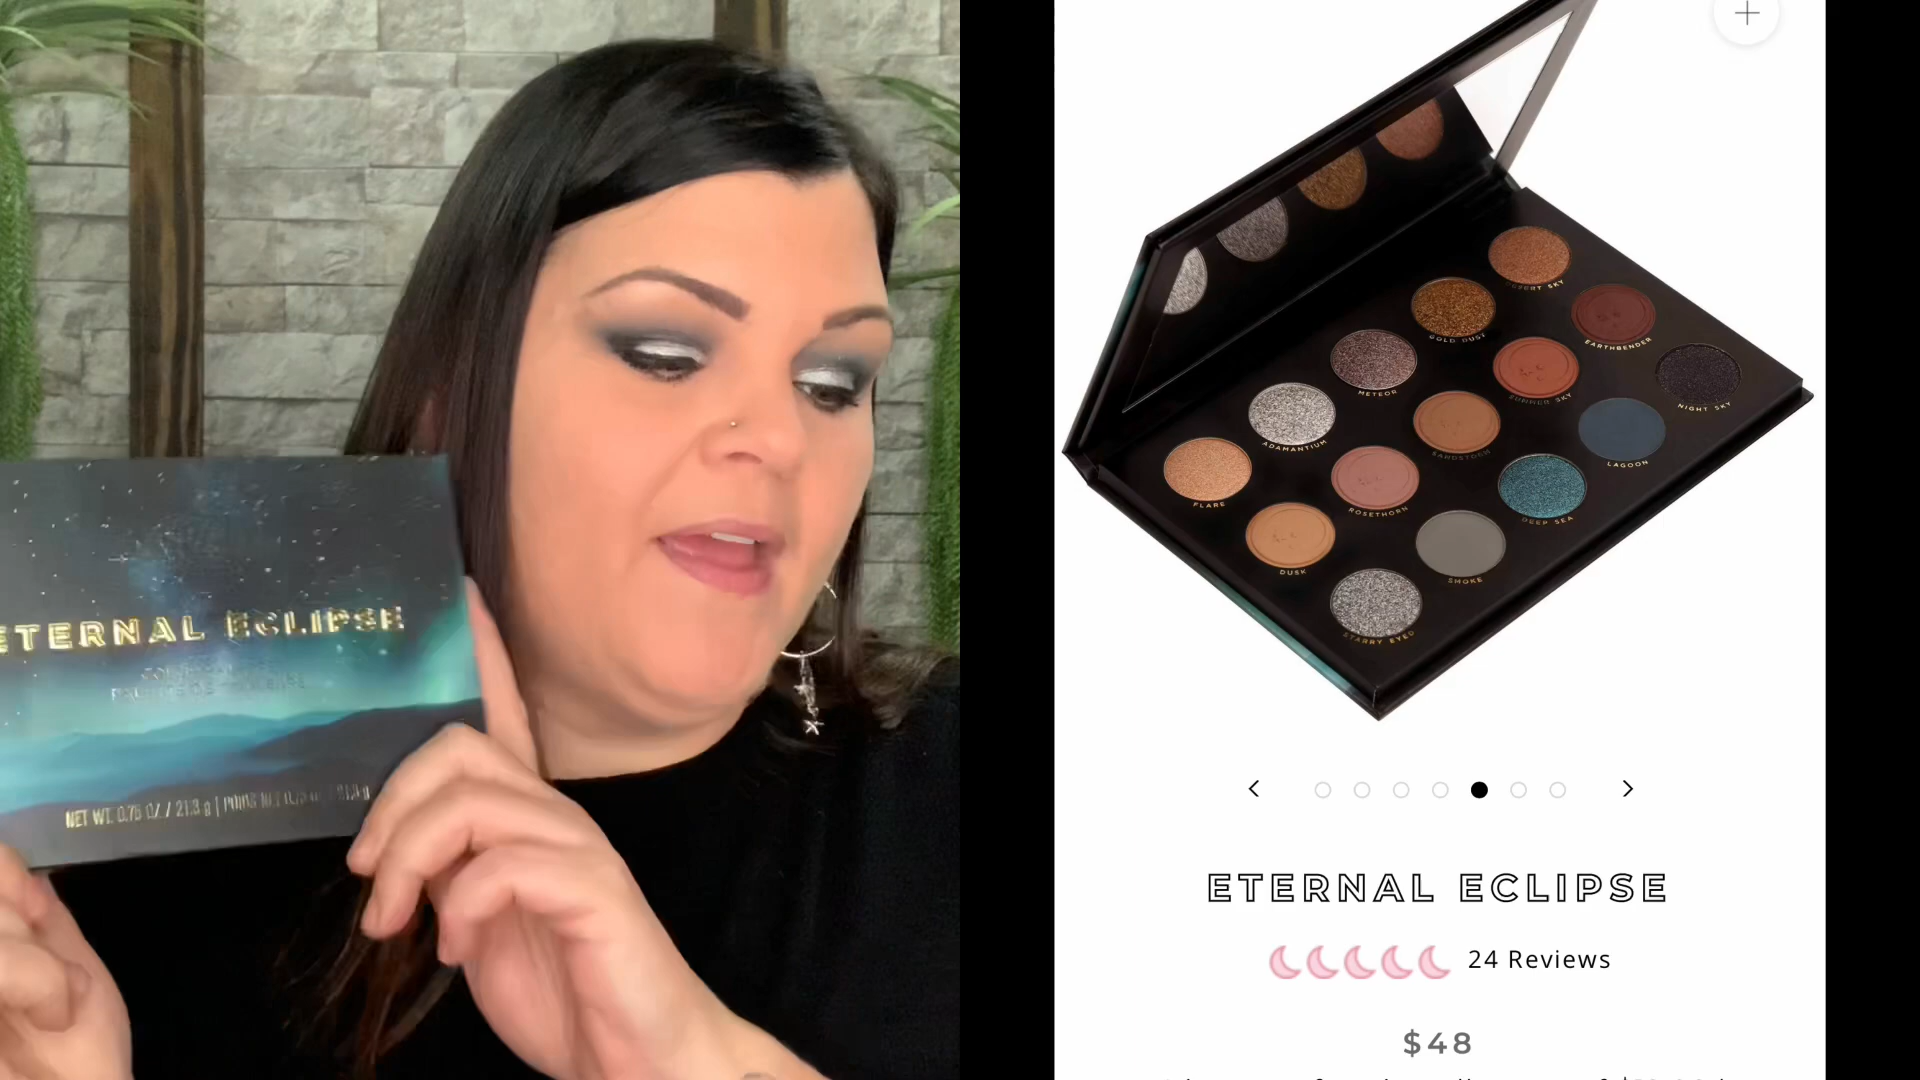 ETERNAL ECLIPSE
NET WT. 0.75 OZ / 21.3 g
DESERT SKY
GOLD DUST
EARTHBENDER
METEOR
SUMMER SKY
NIGHT SKY
ADAMANTIUM
SANDSTORM
LAGOON
FLARE
ROSETHORN
DEEP SEA
DUSK
SMOKE
STARRY EYED
ETERNAL ECLIPSE
24 Reviews
$48